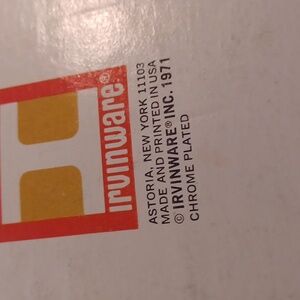 Irvinware®
ASTORIA, NEW YORK 11103
MADE AND PRINTED IN USA
© IRVINWARE® INC. 1971
CHROME PLATED